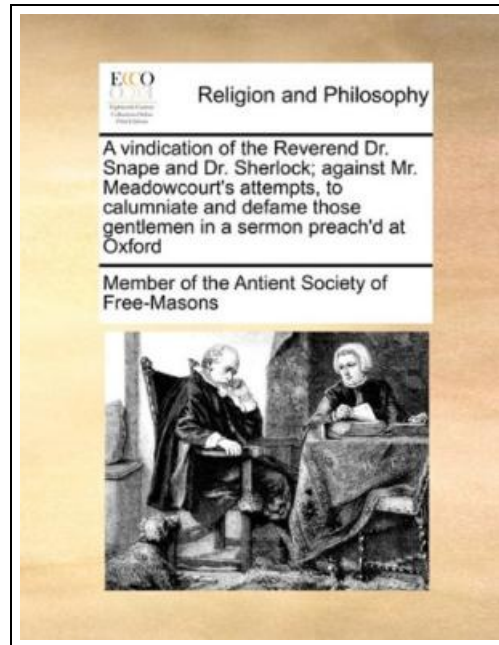 ECCO
Religion and Philosophy
A vindication of the Reverend Dr.
Snape and Dr. Sherlock; against Mr.
Meadowcourt's attempts, to
calumniate and defame those
gentlemen in a sermon preach'd at
Oxford
Member of the Antient Society of
Free-Masons